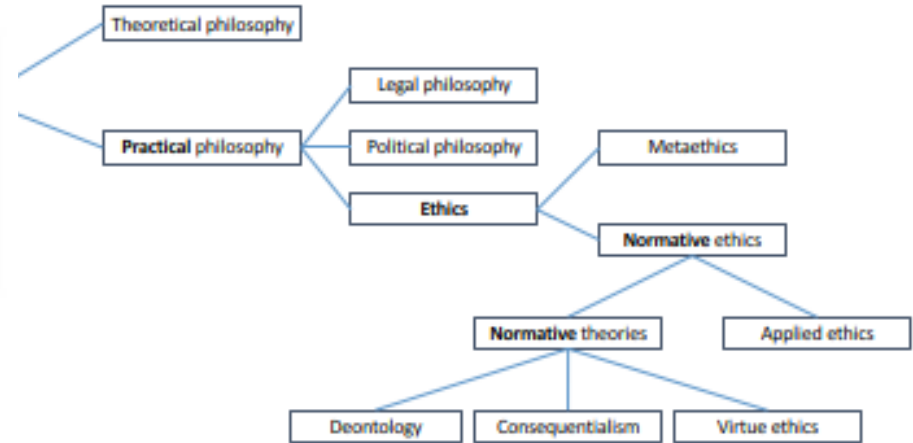 Theoretical philosophy
Legal philosophy
Practical philosophy
Political philosophy
Metaethics
Ethics
Normative ethics
Normative theories
Applied ethics
Deontology
Consequentialism
Virtue ethics